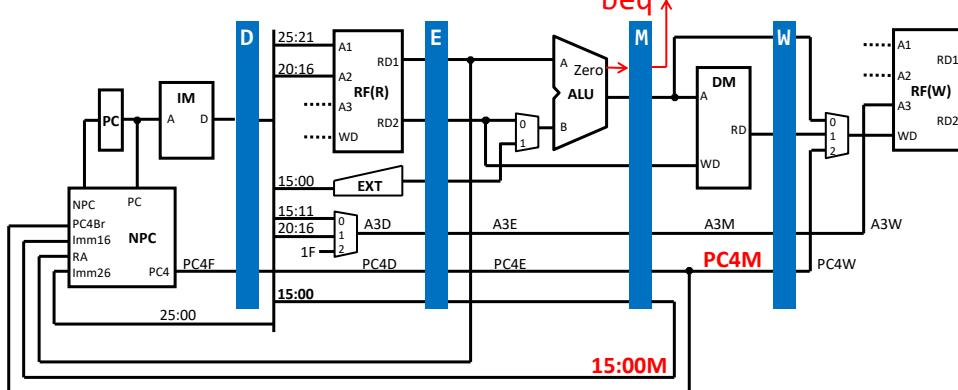 beq
D
E
M
W
25:21
20:16
A1
A2
A3
WD
RF(R)
RD1
RD2
A
Zero
ALU
B
A1
A2
A3
WD
RF(W)
RD1
RD2
PC
IM
A
D
0
1
DM
A
RD
WD
0
1
2
15:00
EXT
NPC
PC
PC4Br
Imm16
NPC
RA
Imm26
PC4
15:11
20:16
1F
0
1
2
A3D
A3E
A3M
A3W
PC4F
PC4D
PC4E
PC4M
PC4W
15:00
25:00
15:00M